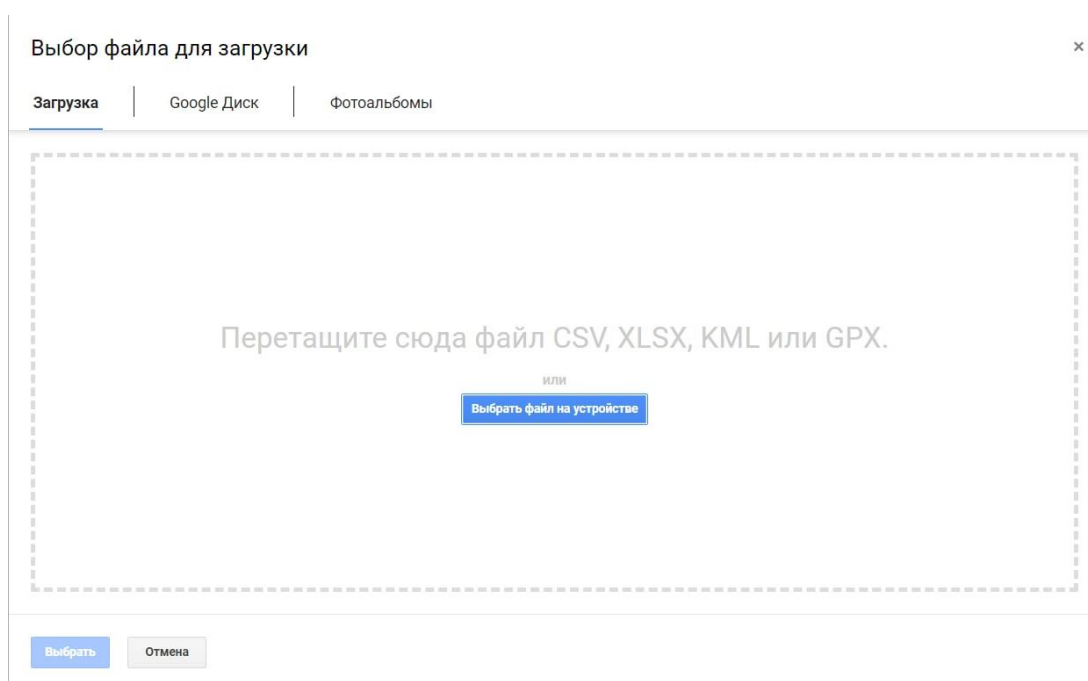 Выбор файла для загрузки
×
Загрузка
Google Диск
Фотоальбомы
Перетащите сюда файл CSV, XLSX, KML или GPX.
или
Выбрать файл на устройстве
Выбрать
Отмена